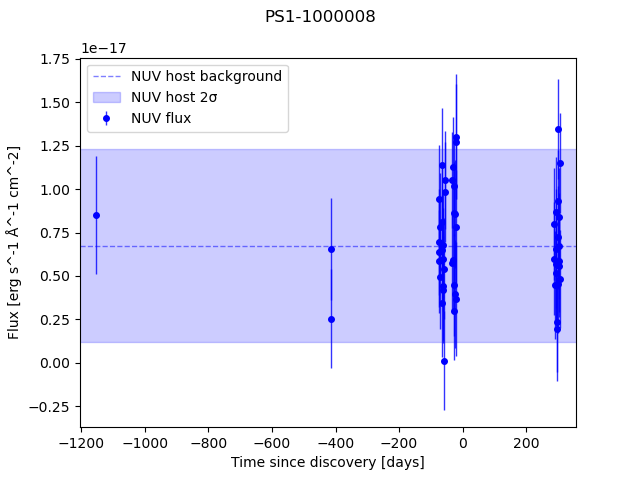 PS1-1000008
1e−17
NUV host background
NUV host 2σ
NUV flux
1.75
1.50
1.25
1.00
0.75
0.50
0.25
0.00
−0.25
Flux [erg s^-1 Å^-1 cm^-2]
−1200 −1000 −800 −600 −400 −200 0 200
Time since discovery [days]